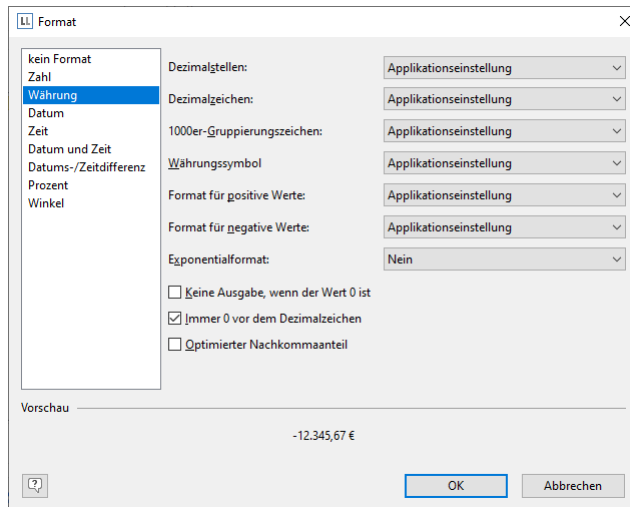 LL Format
kein Format
Zahl
Währung
Datum
Zeit
Datum und Zeit
Datums-/Zeitdifferenz
Prozent
Winkel
Dezimalstellen: Applikationseinstellung
Dezimalzeichen: Applikationseinstellung
1000er-Gruppierungszeichen: Applikationseinstellung
Währungssymbol Applikationseinstellung
Format für positive Werte: Applikationseinstellung
Format für negative Werte: Applikationseinstellung
Exponentialformat: Nein
Keine Ausgabe, wenn der Wert 0 ist
Immer 0 vor dem Dezimalzeichen
Optimierter Nachkommaanteil
Vorschau
-12.345,67 €
? OK Abbrechen